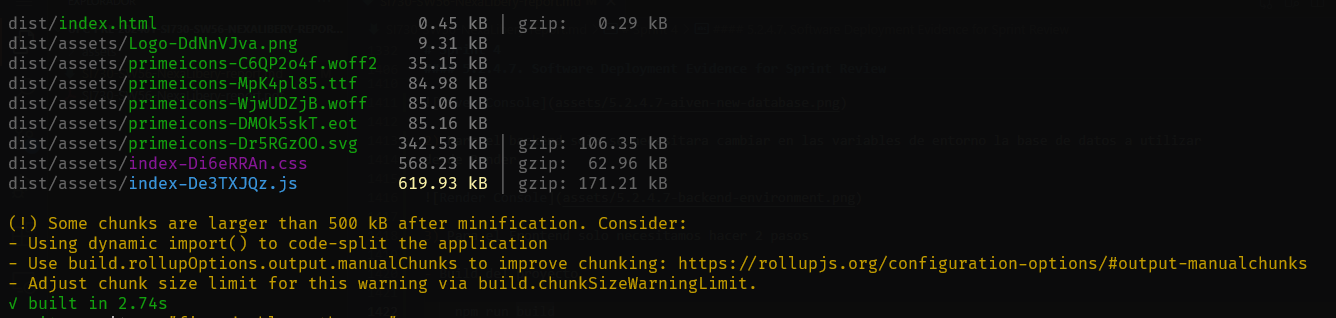 dist/index.html 0.45 kB │ gzip: 0.29 kB
dist/assets/Logo-DdNnVJva.png 9.31 kB
dist/assets/primeicons-C6QP2o4f.woff2 35.15 kB
dist/assets/primeicons-MpK4pl85.ttf 84.98 kB
dist/assets/primeicons-WjwUDZjB.woff 85.06 kB
dist/assets/primeicons-DMOk5skT.eot 85.16 kB
dist/assets/primeicons-Dr5RGzOO.svg 342.53 kB │ gzip: 106.35 kB
dist/assets/index-Di6eRRAn.css 568.23 kB │ gzip: 62.96 kB
dist/assets/index-De3TXJQz.js 619.93 kB │ gzip: 171.21 kB
(!) Some chunks are larger than 500 kB after minification. Consider:
- Using dynamic import() to code-split the application
- Use build.rollupOptions.output.manualChunks to improve chunking: https://rollupjs.org/configuration-options/#output-manualchunks
- Adjust chunk size limit for this warning via build.chunkSizeWarningLimit.
√ built in 2.74s